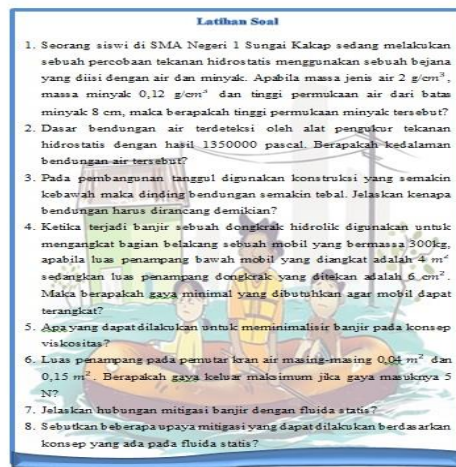 Latihan Soal
1. Seorang siswi di SMA Negeri 1 Sungai Kakap sedang melakukan
sebuah percobaan tekanan hidrostatis menggunakan sebuah bejana
yang diisi dengan air dan minyak. Apabila massa jenis air 2 g/cm³,
massa minyak 0,12 g/cm³ dan tinggi permukaan air dari batas
minyak 8 cm, maka berapakah tinggi permukaan minyak tersebut?
2. Dasar bendungan air terdeteksi oleh alat pengukur tekanan
hidrostatis dengan hasil 1350000 pascal. Berapakah kedalaman
bendungan air tersebut?
3. Pada pembangunan tanggul digunakan konstruksi yang semakin
kebawah maka dinding bendungan semakin tebal. Jelaskan kenapa
bendungan harus dirancang demikian?
4. Ketika terjadi banjir sebuah dongkrak hidrolik digunakan untuk
mengangkat bagian belakang sebuah mobil yang bermassa 300kg,
apabila luas penampang bawah mobil yang diangkat adalah 4 m²
sedangkan luas penampang dongkrak yang ditekan adalah 6 cm².
Maka berapakah gaya minimal yang dibutuhkan agar mobil dapat
terangkat?
5. Apa yang dapat dilakukan untuk meminimalisir banjir pada konsep
viskositas?
6. Luas penampang pada pemutar kran air masing-masing 0,04 m² dan
0,15 m². Berapakah gaya keluar maksimum jika gaya masuknya 5
N?
7. Jelaskan hubungan mitigasi banjir dengan fluida statis?
8. Sebutkan beberapa upaya mitigasi yang dapat dilakukan berdasarkan
konsep yang ada pada fluida statis?